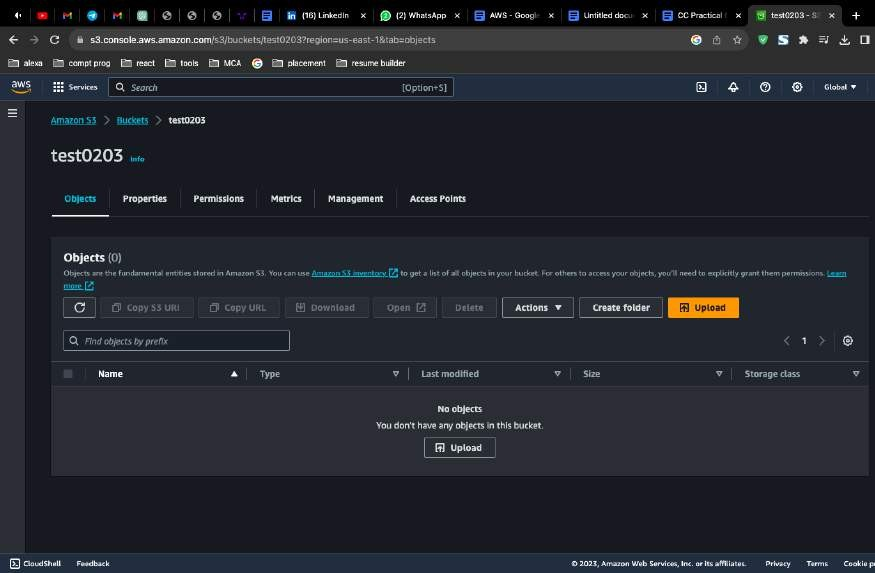 (16) LinkedIn
(2) WhatsApp
AWS - Google
Untitled docu
CC Practical
test0203 - S3
s3.console.aws.amazon.com/s3/buckets/test0203?region=us-east-1&tab=objects
alexa
compt prog
react
tools
MCA
placement
resume builder
aws
Services
Search
[Option+S]
Global
Amazon S3 > Buckets > test0203
test0203 Info
Objects
Properties
Permissions
Metrics
Management
Access Points
Objects (0)
Objects are the fundamental entities stored in Amazon S3. You can use Amazon S3 inventory to get a list of all objects in your bucket. For others to access your objects, you'll need to explicitly grant them permissions. Learn
more
Copy S3 URI
Copy URL
Download
Open
Delete
Actions
Create folder
Upload
Find objects by prefix
1
Name
Type
Last modified
Size
Storage class
No objects
You don't have any objects in this bucket.
Upload
CloudShell
Feedback
© 2023, Amazon Web Services, Inc. or its affiliates.
Privacy
Terms
Cookie p